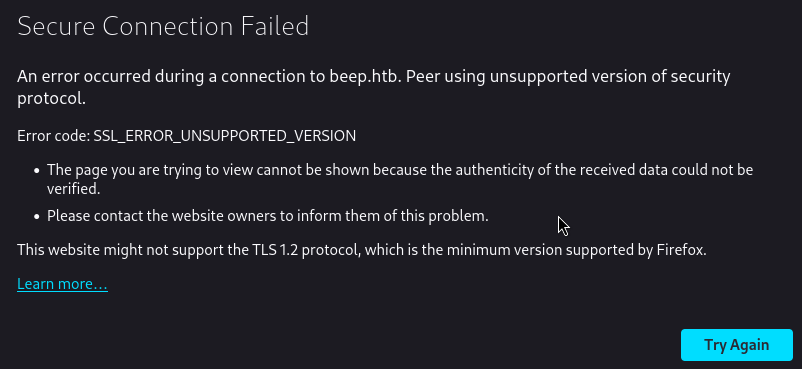 Secure Connection Failed
An error occurred during a connection to beep.htb. Peer using unsupported version of security
protocol.
Error code: SSL_ERROR_UNSUPPORTED_VERSION
• The page you are trying to view cannot be shown because the authenticity of the received data could not be
verified.
• Please contact the website owners to inform them of this problem.
This website might not support the TLS 1.2 protocol, which is the minimum version supported by Firefox.
Learn more…
Try Again